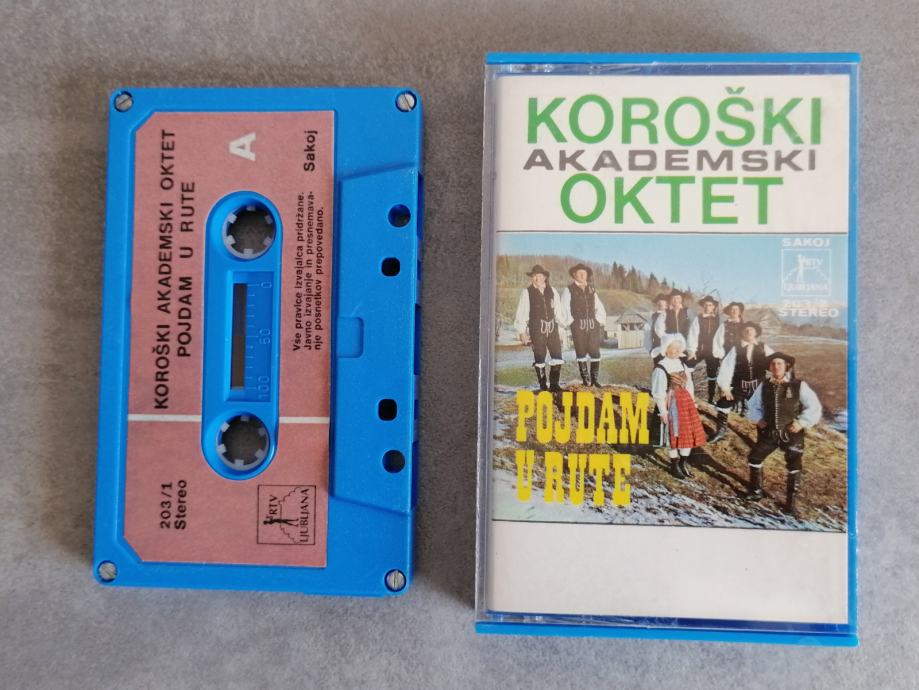 KOROŠKI AKADEMSKI OKTET
POJDAM U RUTE
A
Vse pravice izvajalca pridržane.
Javno izvajanje in presnemava-
nje posnetkov prepovedano.
Sakoj
0
50
100
203/1
Stereo
RTV
LJUBLJANA
KOROŠKI
AKADEMSKI
OKTET
SAKOJ
RTV
LJUBLJANA
203/2
STEREO
POJDAM
U RUTE